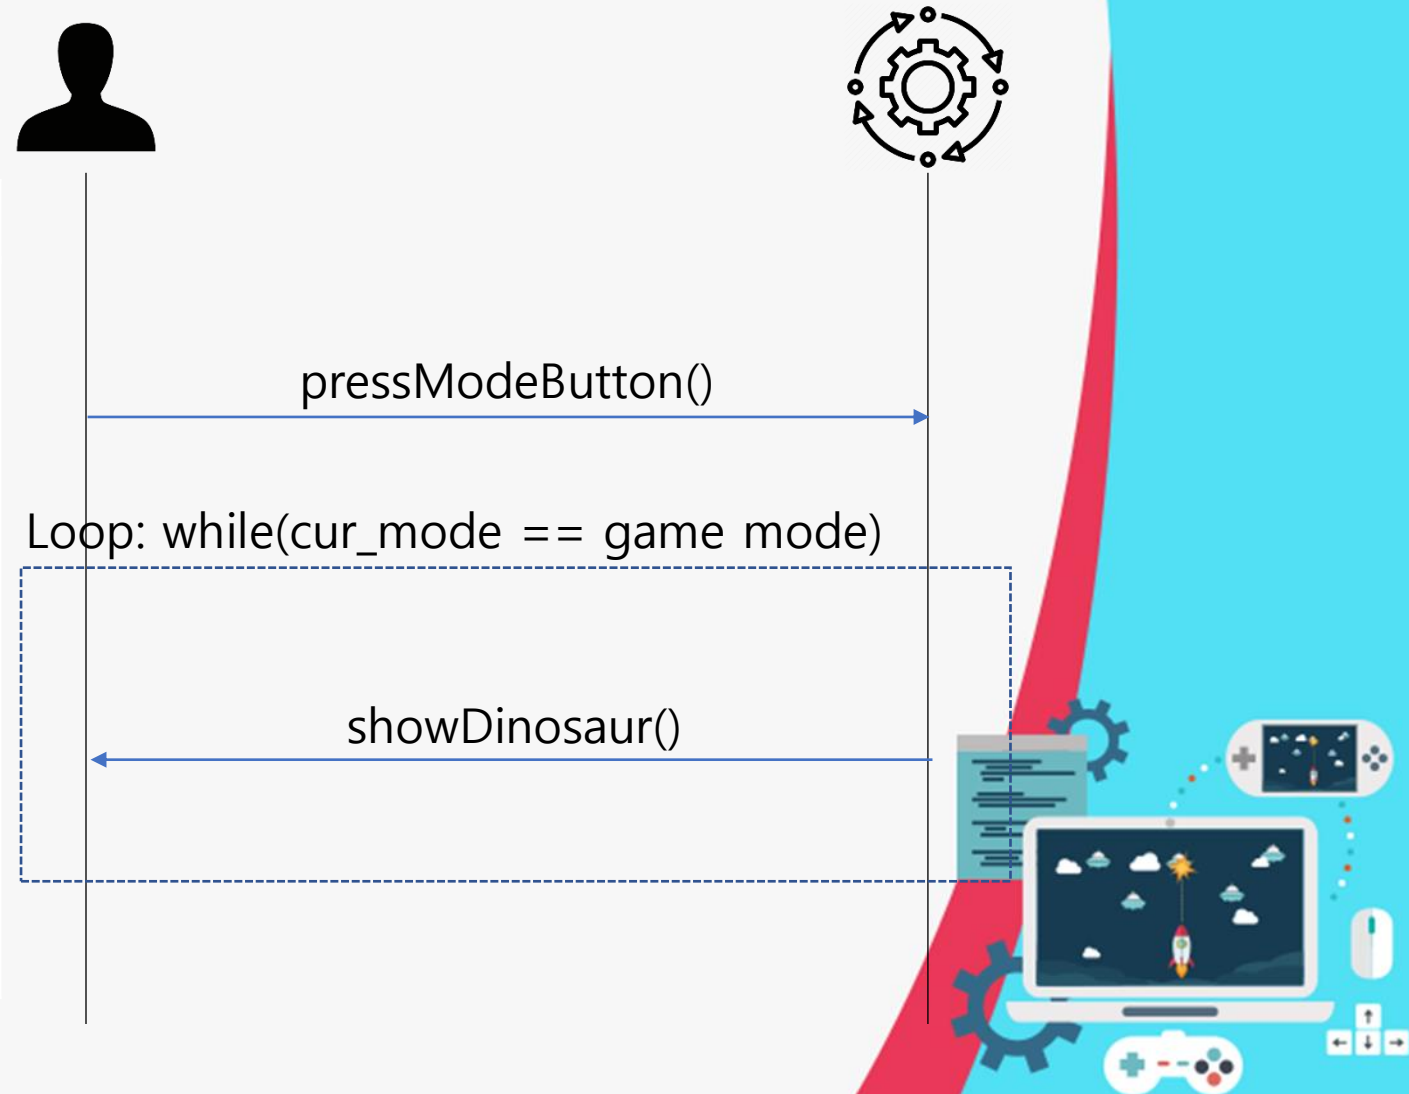 pressModeButton()
Loop: while(cur_mode == game mode)
showDinosaur()